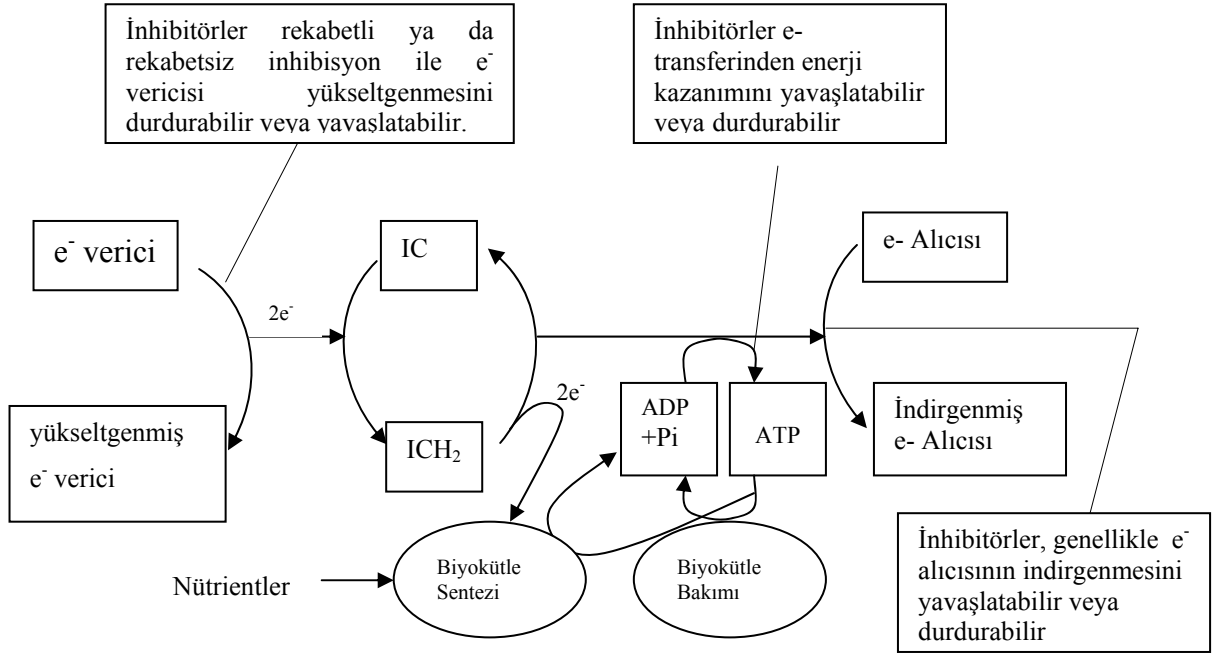 İnhibitörler rekabetli ya da
rekabetsiz inhibisyon ile e⁻
vericisi yükseltgenmesini
durdurabilir veya yavaşlatabilir.
İnhibitörler e-
transferinden enerji
kazanımını yavaşlatabilir
veya durdurabilir
e⁻ verici
IC
e- Alıcısı
2e⁻
2e⁻
yükseltgenmiş
e⁻ verici
ICH₂
ADP
+Pi
ATP
İndirgenmiş
e- Alıcısı
Nütrientler
Biyokütle
Sentezi
Biyokütle
Bakımı
İnhibitörler, genellikle e⁻
alıcısının indirgenmesini
yavaşlatabilir veya
durdurabilir